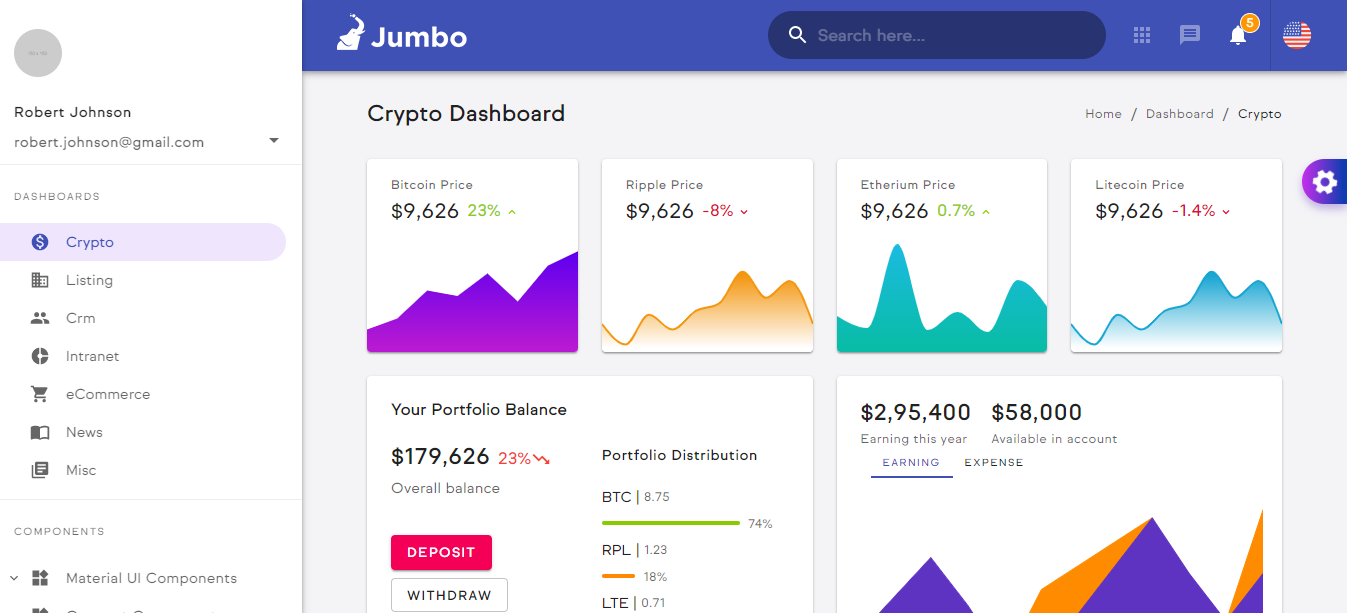 Robert Johnson
robert.johnson@gmail.com
DASHBOARDS
Crypto
Listing
Crm
Intranet
eCommerce
News
Misc
COMPONENTS
Material UI Components
Jumbo
Search here...
5
Crypto Dashboard
Home / Dashboard / Crypto
Bitcoin Price
$9,626 23%
Ripple Price
$9,626 -8%
Etherium Price
$9,626 0.7%
Litecoin Price
$9,626 -1.4%
Your Portfolio Balance
$179,626 23%
Overall balance
DEPOSIT
WITHDRAW
Portfolio Distribution
BTC | 8.75
74%
RPL | 1.23
18%
LTE | 0.71
$2,95,400 $58,000
Earning this year Available in account
EARNING EXPENSE